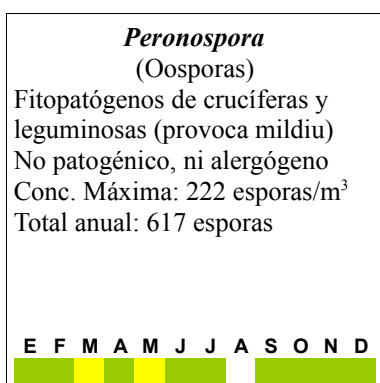 Peronospora
(Oosporas)
Fitopatógenos de crucíferas y
leguminosas (provoca mildiu)
No patogénico, ni alergógeno
Conc. Máxima: 222 esporas/m³
Total anual: 617 esporas
E F M A M J J A S O N D